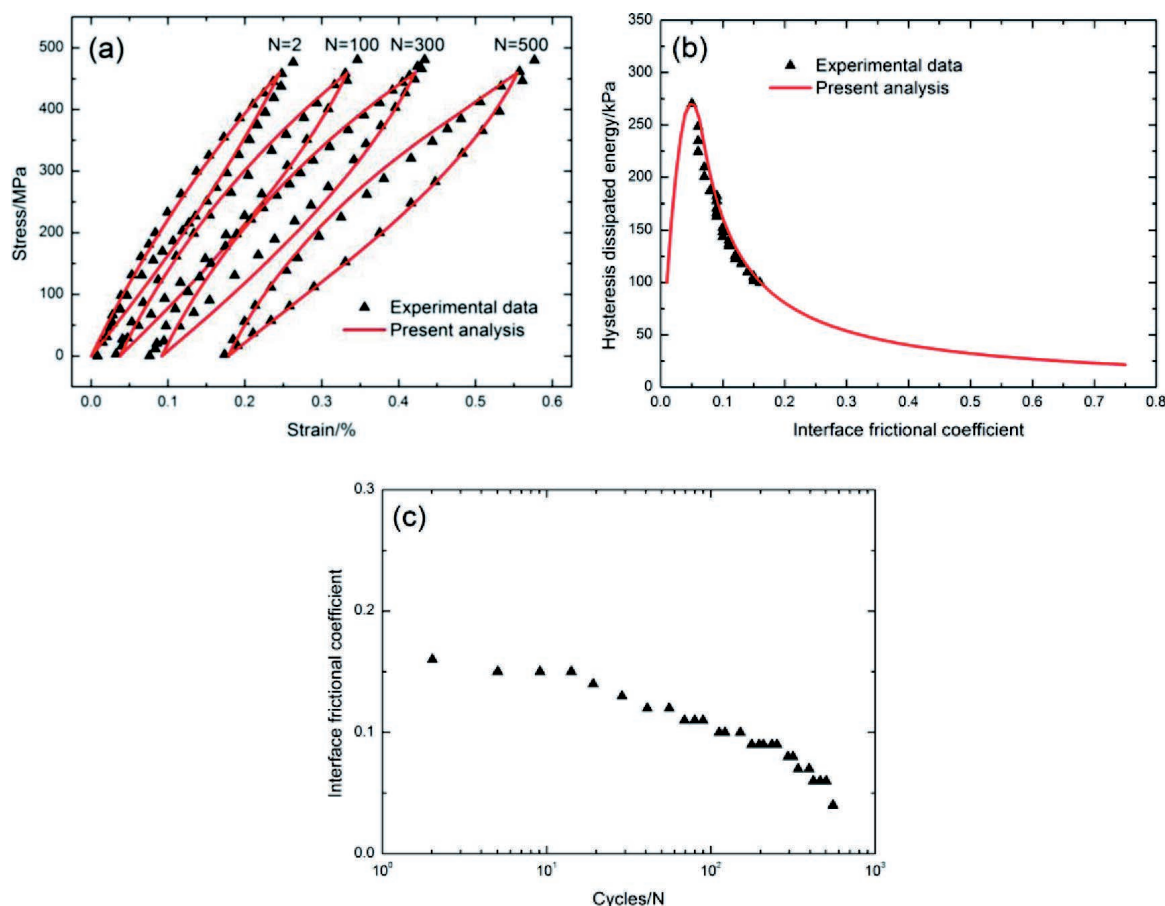 (a)
N=2 N=100 N=300 N=500
500
400
300
200
100
0
Stress/MPa
Experimental data
Present analysis
0.0 0.1 0.2 0.3 0.4 0.5 0.6
Strain/%
(b)
350
300
250
200
150
100
50
0
Hysteresis dissipated energy/kPa
Experimental data
Present analysis
0.0 0.1 0.2 0.3 0.4 0.5 0.6 0.7 0.8
Interface frictional coefficient
(c)
0.3
0.2
0.1
0.0
Interface frictional coefficient
10⁰ 10¹ 10² 10³
Cycles/N